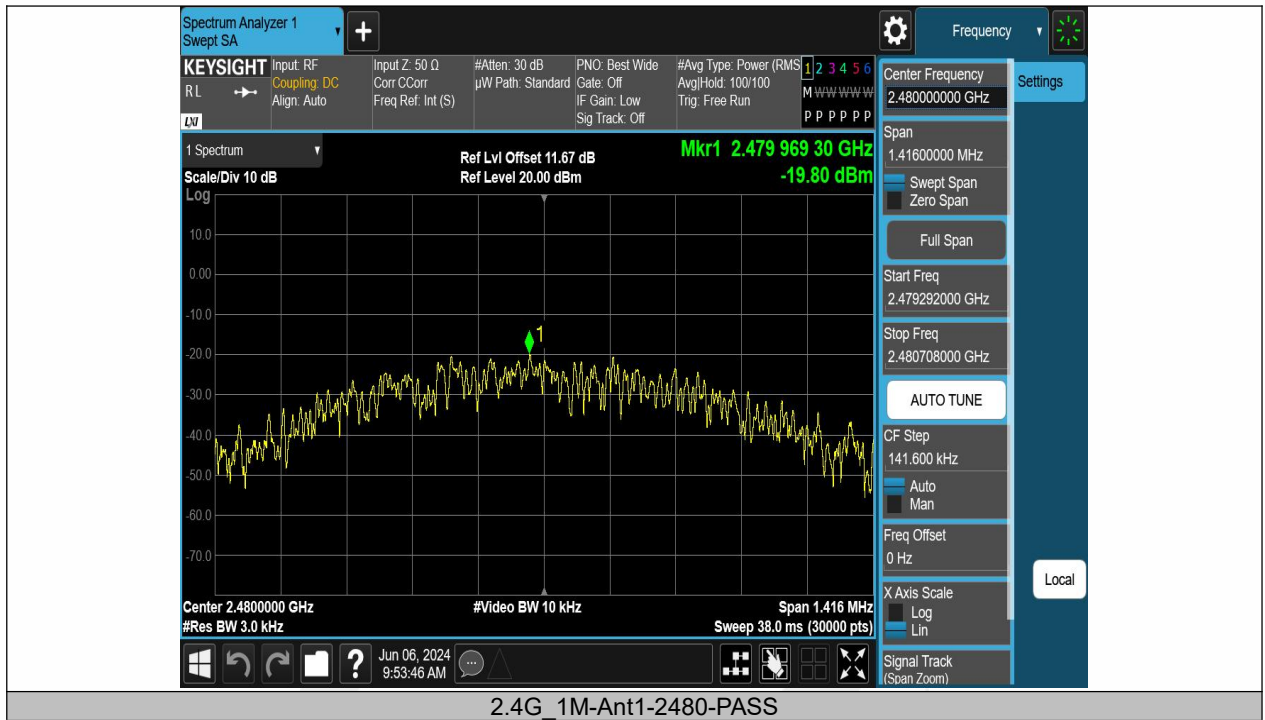 Spectrum Analyzer 1
Swept SA
+
Frequency
KEYSIGHT
R L
LXI
Input: RF
Coupling: DC
Align: Auto
Input Z: 50 Ω
Corr CCorr
Freq Ref: Int (S)
#Atten: 30 dB
µW Path: Standard
PNO: Best Wide
Gate: Off
IF Gain: Low
Sig Track: Off
#Avg Type: Power (RMS
Avg|Hold: 100/100
Trig: Free Run
1 2 3 4 5 6
M W W W W W
P P P P P P
1 Spectrum
Scale/Div 10 dB
Log
Ref Lvl Offset 11.67 dB
Ref Level 20.00 dBm
Mkr1 2.479 969 30 GHz
-19.80 dBm
10.0
0.00
-10.0
-20.0
-30.0
-40.0
-50.0
-60.0
-70.0
1
Center 2.4800000 GHz
#Res BW 3.0 kHz
#Video BW 10 kHz
Span 1.416 MHz
Sweep 38.0 ms (30000 pts)
?
Jun 06, 2024
9:53:46 AM
Center Frequency
2.480000000 GHz
Settings
Span
1.41600000 MHz
Swept Span
Zero Span
Full Span
Start Freq
2.479292000 GHz
Stop Freq
2.480708000 GHz
AUTO TUNE
CF Step
141.600 kHz
Auto
Man
Freq Offset
0 Hz
X Axis Scale
Log
Lin
Local
Signal Track
(Span Zoom)
2.4G_1M-Ant1-2480-PASS